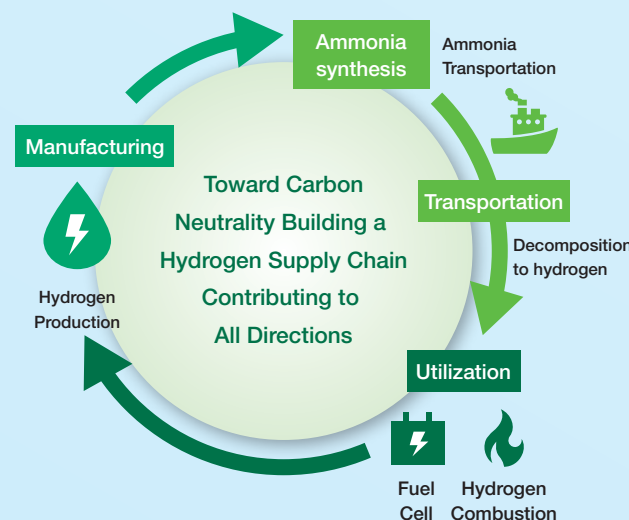 Ammonia
synthesis
Ammonia
Transportation
Manufacturing
Transportation
Toward Carbon
Neutrality Building a
Hydrogen Supply Chain
Contributing to
All Directions
Decomposition
to hydrogen
Hydrogen
Production
Utilization
Fuel
Cell
Hydrogen
Combustion